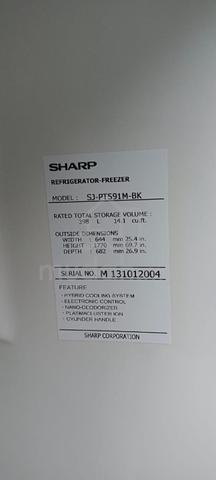 SHARP
REFRIGERATOR-FREEZER
MODEL : SJ-PT591M-BK
RATED TOTAL STORAGE VOLUME :
398 L 14.1 cu.ft.
OUTSIDE DIMENSIONS
WIDTH : 644 mm 25.4 in.
HEIGHT : 1770 mm 69.7 in.
DEPTH : 682 mm 26.9 in.
SERIAL NO. M 131012004
FEATURE
· HYBRID COOLING SYSTEM
· ELECTRONIC CONTROL
· NANO-DEODORIZER
· PLASMACLUSTER ION
· CYLINDER HANDLE
SHARP CORPORATION